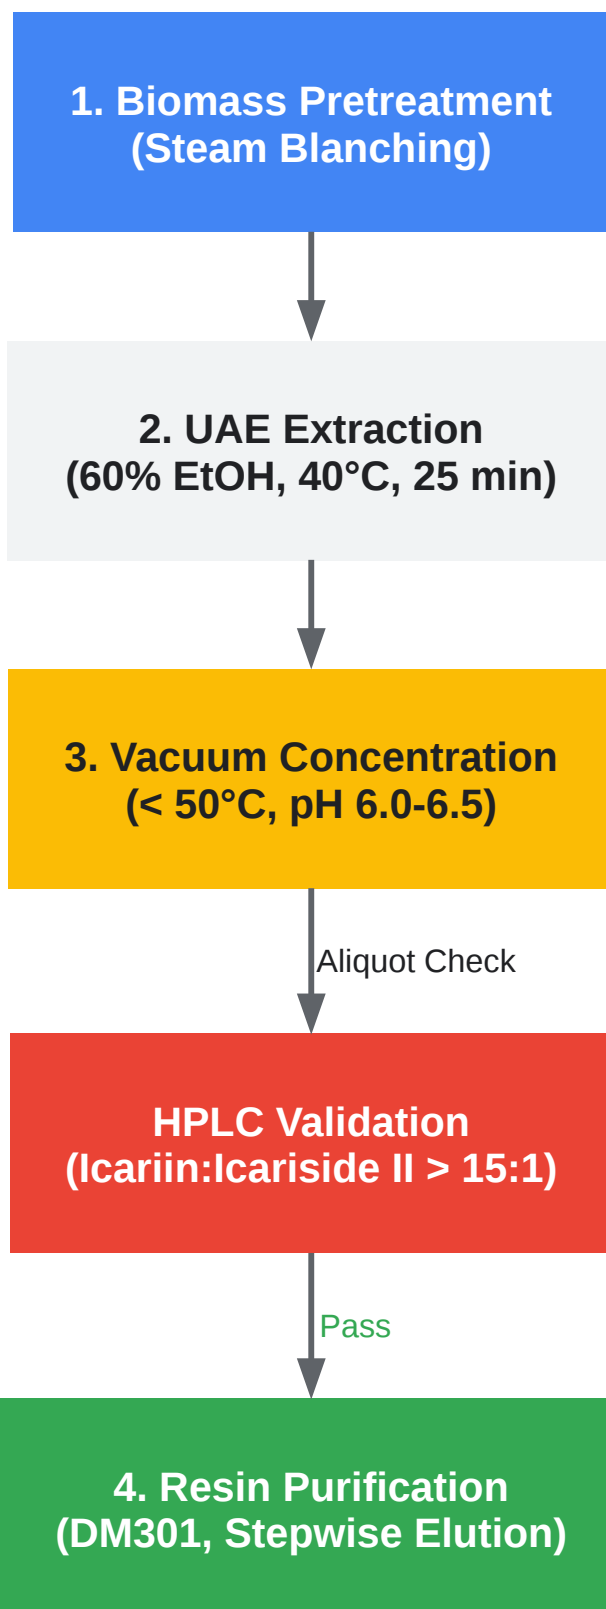 1. Biomass Pretreatment
(Steam Blanching)
2. UAE Extraction
(60% EtOH, 40°C, 25 min)
3. Vacuum Concentration
(< 50°C, pH 6.0-6.5)
Aliquot Check
HPLC Validation
(Icariin:Icariside II > 15:1)
Pass
4. Resin Purification
(DM301, Stepwise Elution)